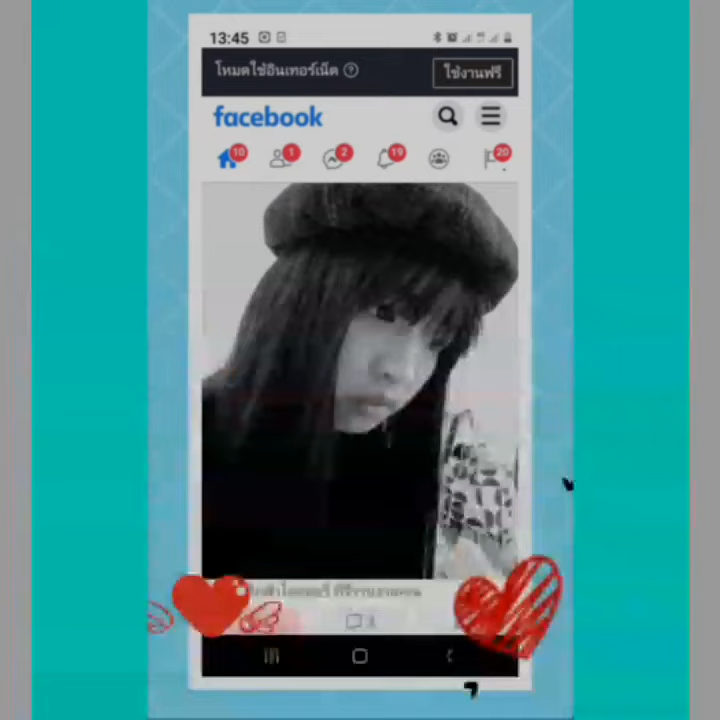 13:45
โหมดใช้อินเทอร์เน็ต ?
ใช้งานฟรี
facebook
10 1 2 19 20